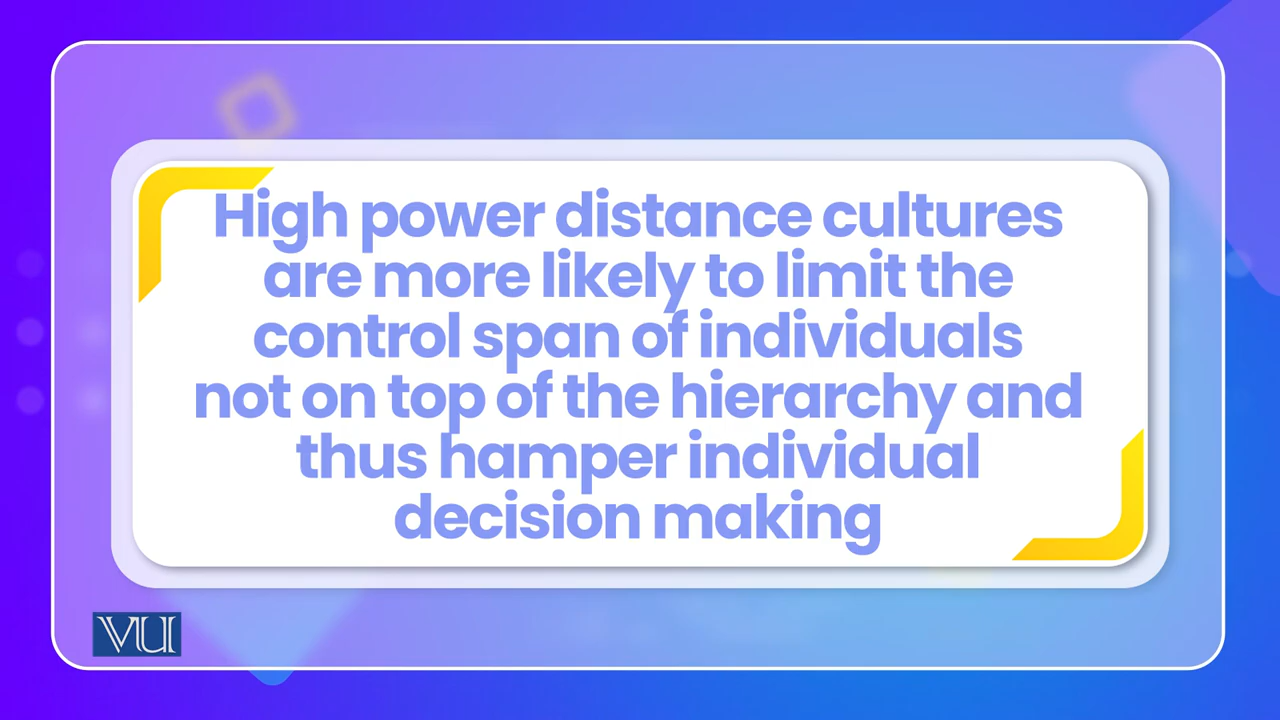 High power distance cultures
are more likely to limit the
control span of individuals
not on top of the hierarchy and
thus hamper individual
decision making
VU